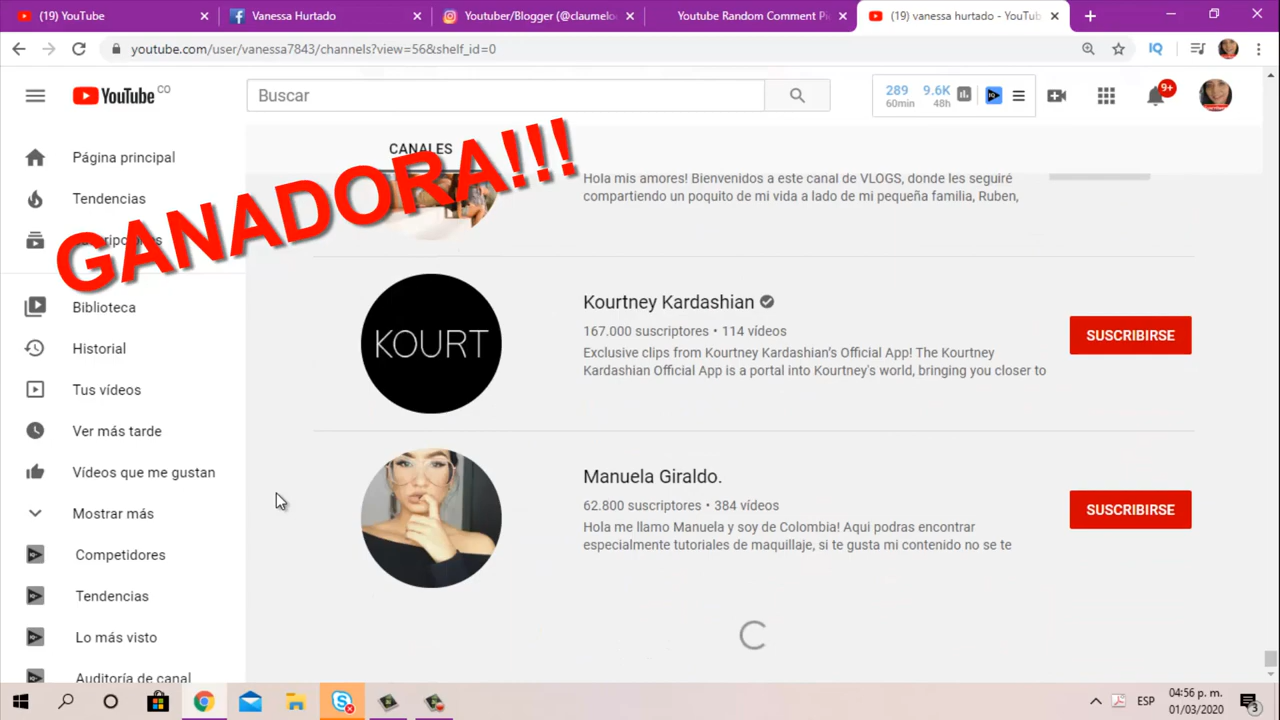 (19) YouTube
Vanessa Hurtado
Youtuber/Blogger (@claumelo
Youtube Random Comment Pi
(19) vanessa hurtado - YouTub
youtube.com/user/vanessa7843/channels?view=56&shelf_id=0
YouTube CO
Buscar
289
60min
9.6K
48h
9+
CANALES
GANADORA!!!
Página principal
Tendencias
Biblioteca
Historial
Tus vídeos
Ver más tarde
Vídeos que me gustan
Mostrar más
Competidores
Tendencias
Lo más visto
Auditoría de canal
Hola mis amores! Bienvenidos a este canal de VLOGS, donde les seguiré
compartiendo un poquito de mi vida a lado de mi pequeña familia, Ruben,
KOURT
Kourtney Kardashian
167.000 suscriptores • 114 vídeos
Exclusive clips from Kourtney Kardashian's Official App! The Kourtney
Kardashian Official App is a portal into Kourtney's world, bringing you closer to
SUSCRIBIRSE
Manuela Giraldo.
62.800 suscriptores • 384 vídeos
Hola me llamo Manuela y soy de Colombia! Aqui podras encontrar
especialmente tutoriales de maquillaje, si te gusta mi contenido no se te
SUSCRIBIRSE
ESP
04:56 p. m.
01/03/2020
3